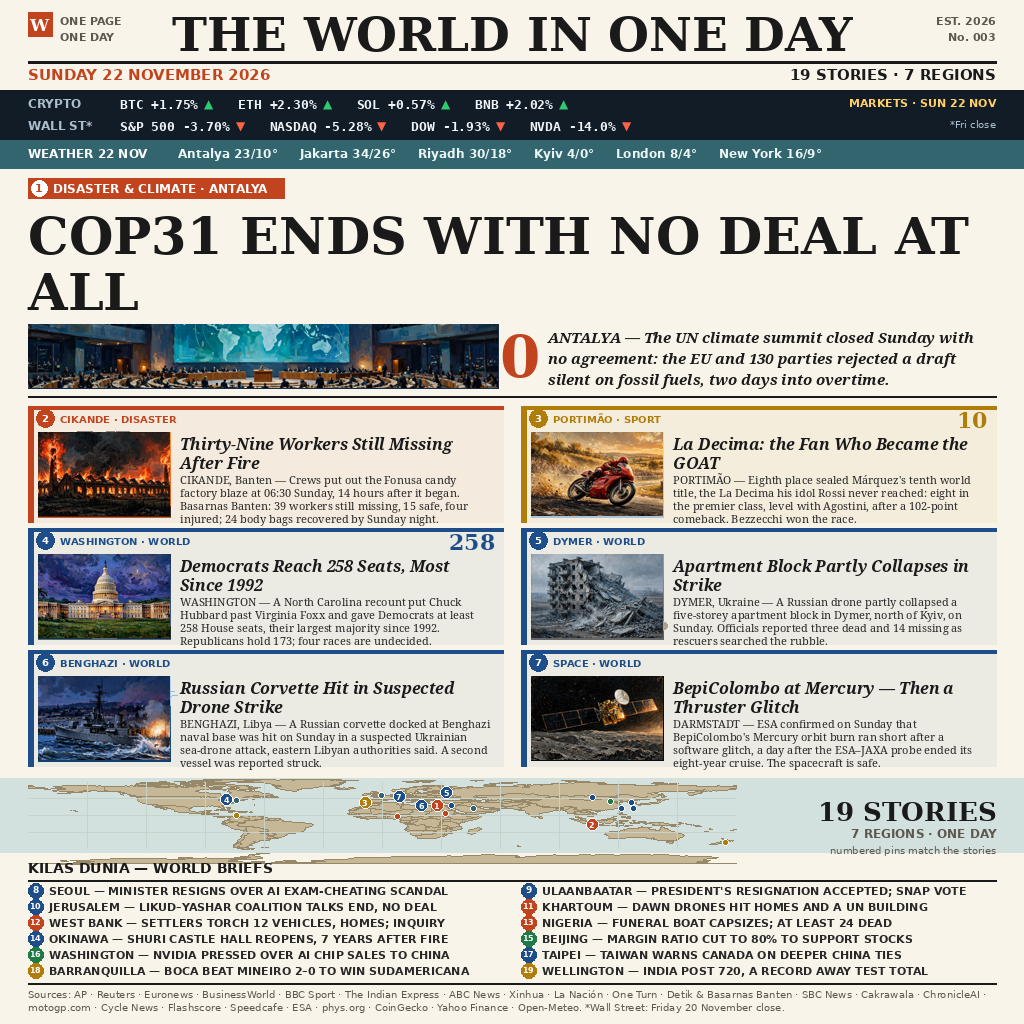 W
ONE PAGE
ONE DAY
THE WORLD IN ONE DAY
EST. 2026
No. 003
SUNDAY 22 NOVEMBER 2026
19 STORIES · 7 REGIONS
CRYPTO BTC +1.75% ▲ ETH +2.30% ▲ SOL +0.57% ▲ BNB +2.02% ▲ MARKETS · SUN 22 NOV
WALL ST* S&P 500 -3.70% ▼ NASDAQ -5.28% ▼ DOW -1.93% ▼ NVDA -14.0% ▼ *Fri close
WEATHER 22 NOV Antalya 23/10° Jakarta 34/26° Riyadh 30/18° Kyiv 4/0° London 8/4° New York 16/9°
1 DISASTER & CLIMATE · ANTALYA
COP31 ENDS WITH NO DEAL AT
ALL
0
ANTALYA — The UN climate summit closed Sunday with
no agreement: the EU and 130 parties rejected a draft
silent on fossil fuels, two days into overtime.
2 CIKANDE · DISASTER
Thirty-Nine Workers Still Missing
After Fire
CIKANDE, Banten — Crews put out the Fonusa candy
factory blaze at 06:30 Sunday, 14 hours after it began.
Basarnas Banten: 39 workers still missing, 15 safe, four
injured; 24 body bags recovered by Sunday night.
3 PORTIMÃO · SPORT
10
La Decima: the Fan Who Became the
GOAT
PORTIMÃO — Eighth place sealed Márquez's tenth world
title, the La Decima his idol Rossi never reached: eight in
the premier class, level with Agostini, after a 102-point
comeback. Bezzecchi won the race.
4 WASHINGTON · WORLD
258
Democrats Reach 258 Seats, Most
Since 1992
WASHINGTON — A North Carolina recount put Chuck
Hubbard past Virginia Foxx and gave Democrats at least
258 House seats, their largest majority since 1992.
Republicans hold 173; four races are undecided.
5 DYMER · WORLD
Apartment Block Partly Collapses in
Strike
DYMER, Ukraine — A Russian drone partly collapsed a
five-storey apartment block in Dymer, north of Kyiv, on
Sunday. Officials reported three dead and 14 missing as
rescuers searched the rubble.
6 BENGHAZI · WORLD
Russian Corvette Hit in Suspected
Drone Strike
BENGHAZI, Libya — A Russian corvette docked at Benghazi
naval base was hit on Sunday in a suspected Ukrainian
sea-drone attack, eastern Libyan authorities said. A second
vessel was reported struck.
7 SPACE · WORLD
BepiColombo at Mercury — Then a
Thruster Glitch
DARMSTADT — ESA confirmed on Sunday that
BepiColombo's Mercury orbit burn ran short after a
software glitch, a day after the ESA–JAXA probe ended its
eight-year cruise. The spacecraft is safe.
4
3
7
5
6
1
2
19 STORIES
7 REGIONS · ONE DAY
numbered pins match the stories
KILAS DUNIA — WORLD BRIEFS
8 SEOUL — MINISTER RESIGNS OVER AI EXAM-CHEATING SCANDAL
9 ULAANBAATAR — PRESIDENT'S RESIGNATION ACCEPTED; SNAP VOTE
10 JERUSALEM — LIKUD–YASHAR COALITION TALKS END, NO DEAL
11 KHARTOUM — DAWN DRONES HIT HOMES AND A UN BUILDING
12 WEST BANK — SETTLERS TORCH 12 VEHICLES, HOMES; INQUIRY
13 NIGERIA — FUNERAL BOAT CAPSIZES; AT LEAST 24 DEAD
14 OKINAWA — SHURI CASTLE HALL REOPENS, 7 YEARS AFTER FIRE
15 BEIJING — MARGIN RATIO CUT TO 80% TO SUPPORT STOCKS
16 WASHINGTON — NVIDIA PRESSED OVER AI CHIP SALES TO CHINA
17 TAIPEI — TAIWAN WARNS CANADA ON DEEPER CHINA TIES
18 BARRANQUILLA — BOCA BEAT MINEIRO 2–0 TO WIN SUDAMERICANA
19 WELLINGTON — INDIA POST 720, A RECORD AWAY TEST TOTAL
Sources: AP · Reuters · Euronews · BusinessWorld · BBC Sport · The Indian Express · ABC News · Xinhua · La Nación · One Turn · Detik & Basarnas Banten · SBC News · Cakrawala · ChronicleAI ·
motogp.com · Cycle News · Flashscore · Speedcafe · ESA · phys.org · CoinGecko · Yahoo Finance · Open-Meteo. *Wall Street: Friday 20 November close.